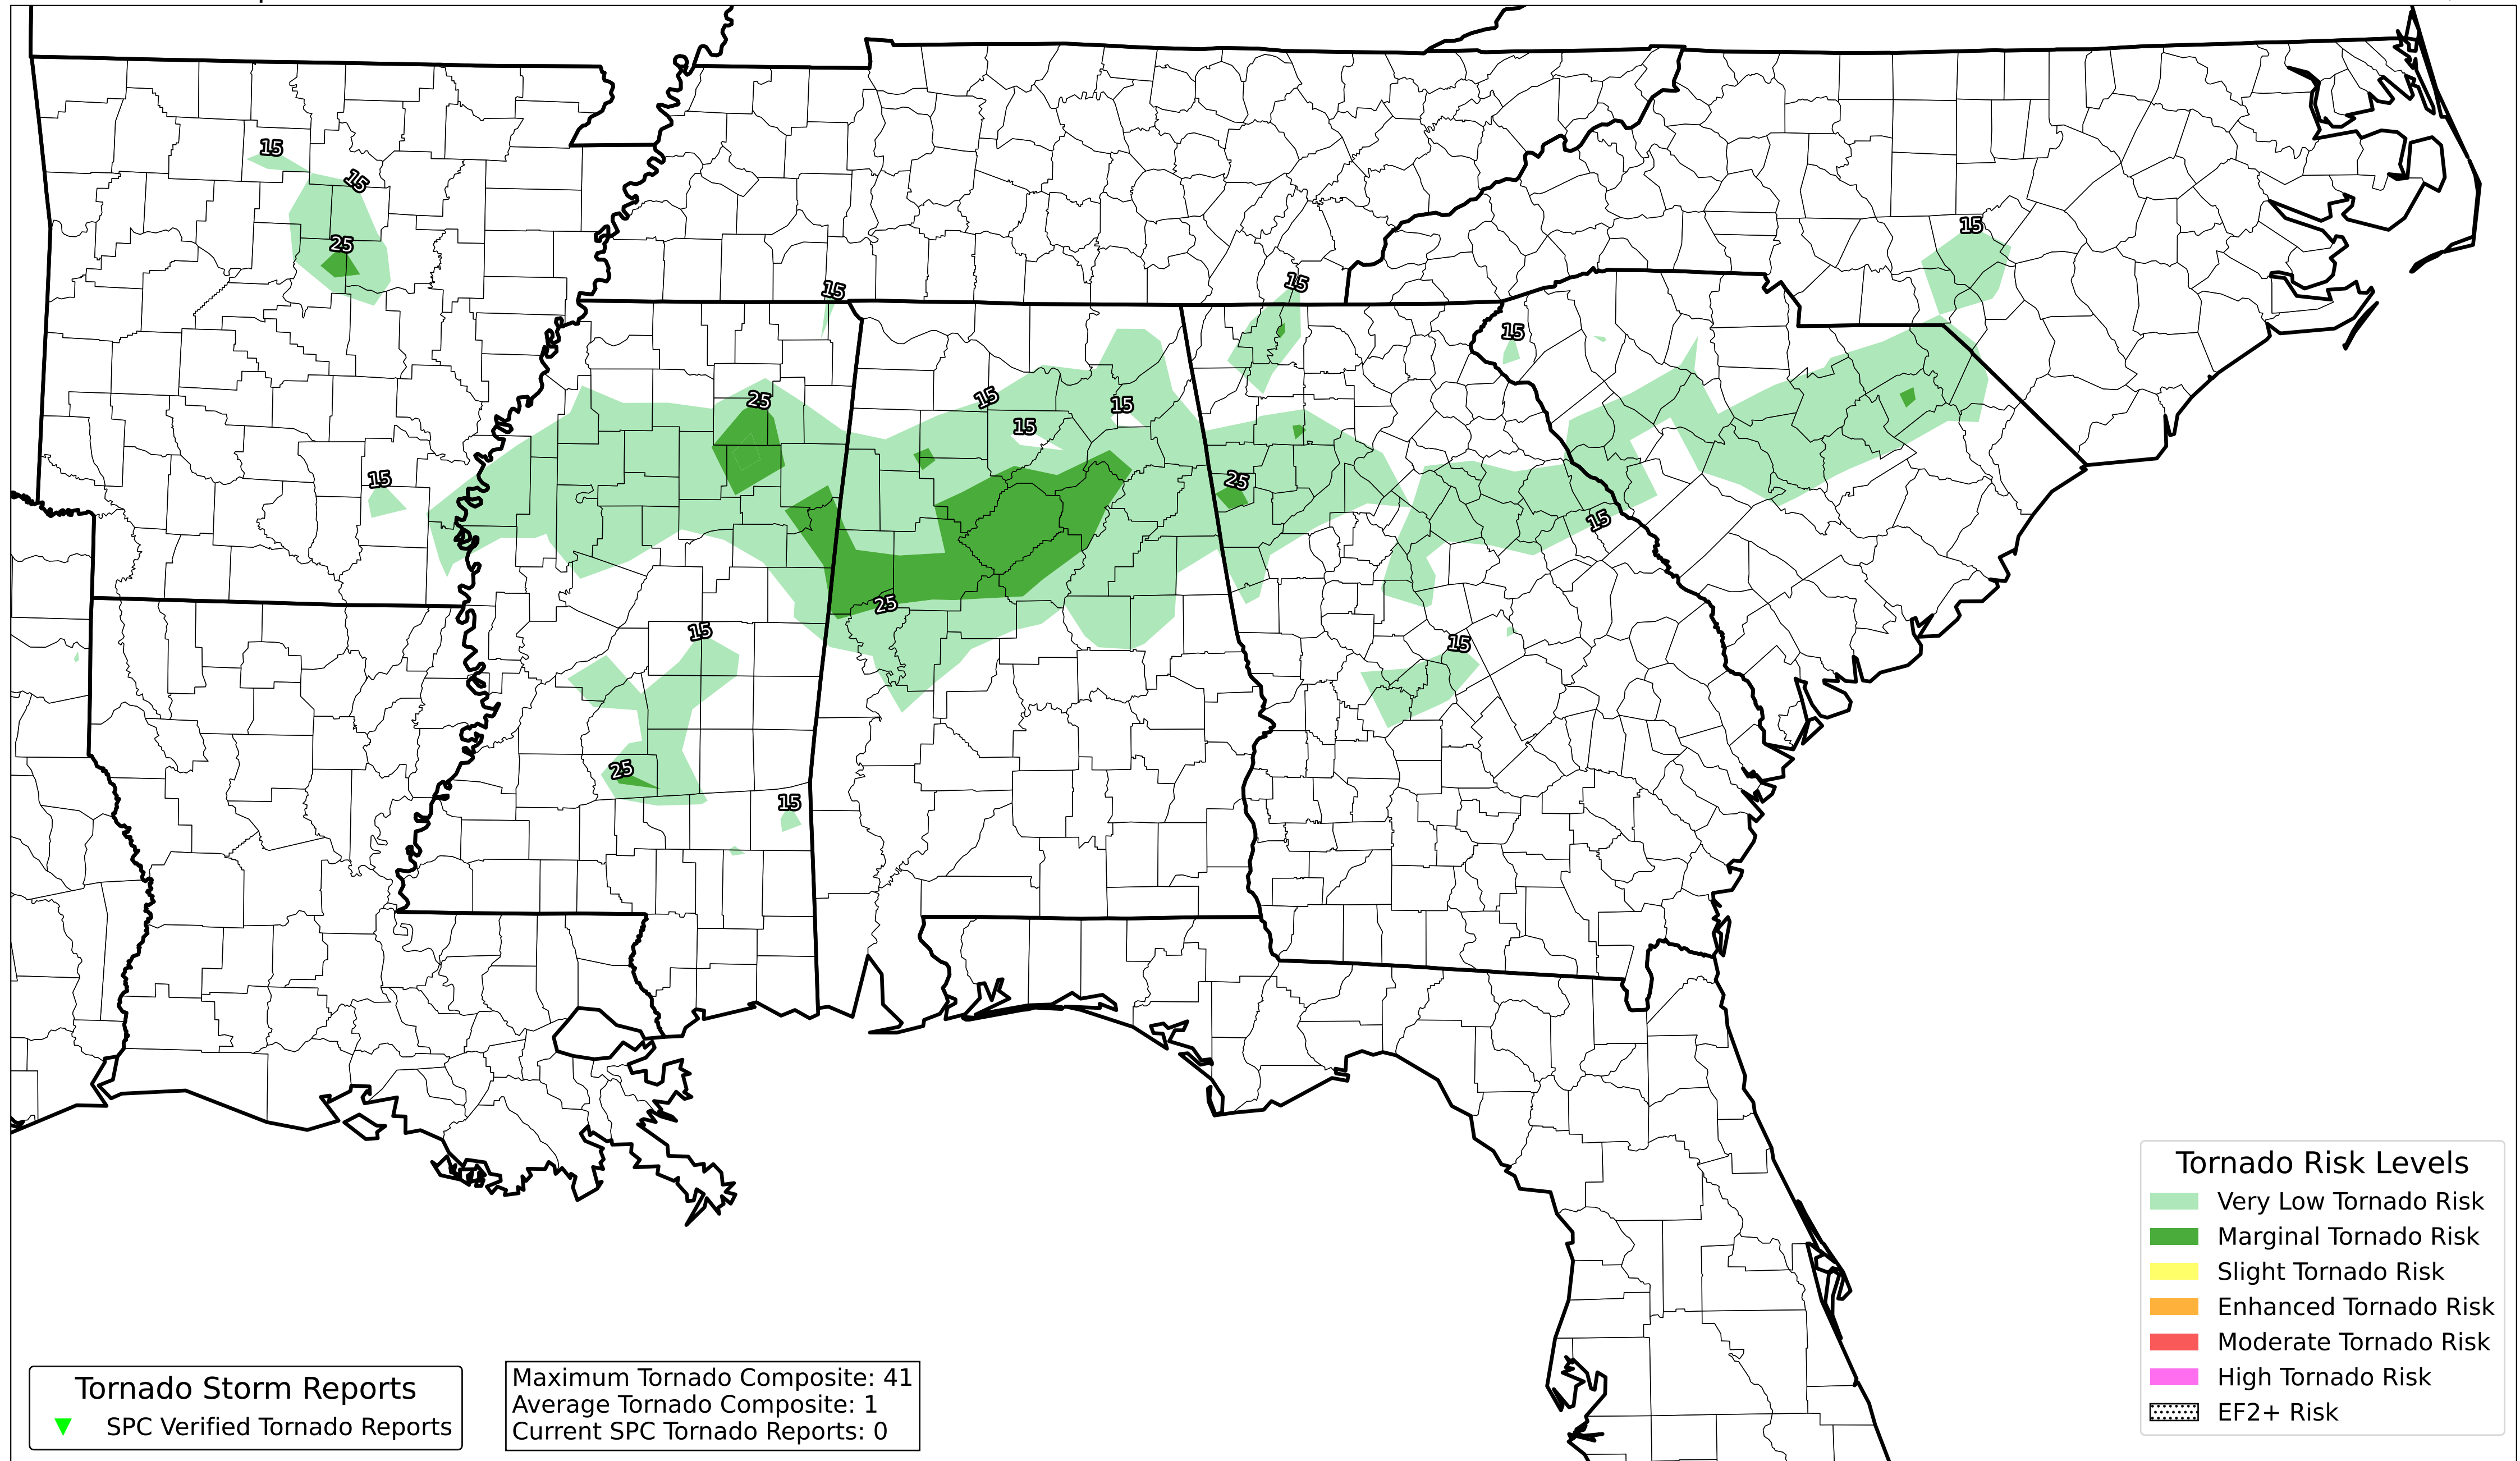 15
15
25
15
15
15
15
25
15
15
15
25
15
15
25
15
15
25
15
Tornado Risk Levels
Very Low Tornado Risk
Marginal Tornado Risk
Slight Tornado Risk
Enhanced Tornado Risk
Moderate Tornado Risk
High Tornado Risk
EF2+ Risk
Tornado Storm Reports
SPC Verified Tornado Reports
Maximum Tornado Composite: 41
Average Tornado Composite: 1
Current SPC Tornado Reports: 0